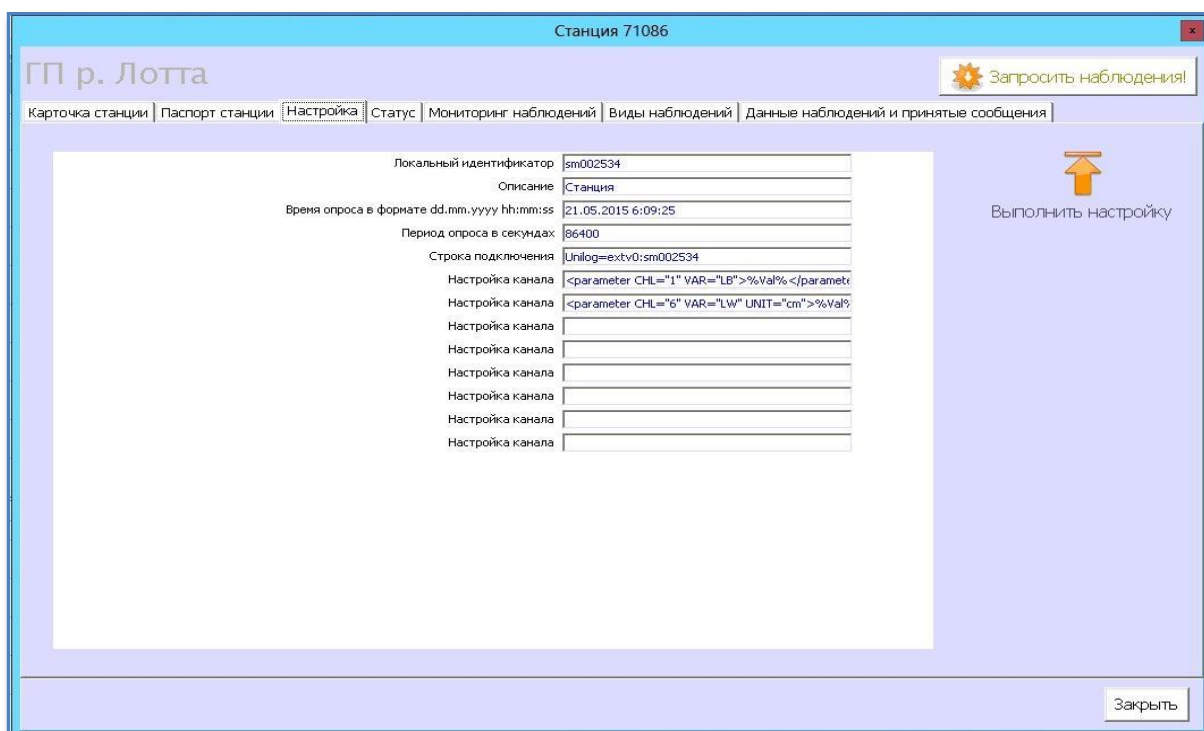 Станция 71086
ГП р. Лотта
Запросить наблюдения!
Карточка станции Паспорт станции Настройка Статус Мониторинг наблюдений Виды наблюдений Данные наблюдений и принятые сообщения
Локальный идентификатор sm002534
Описание Станция
Время опроса в формате dd.mm.yyyy hh:mm:ss 21.05.2015 6:09:25
Период опроса в секундах 86400
Строка подключения Unilog=extv0:sm002534
Настройка канала <parameter CHL="1" VAR="LB">%Val%</paramete
Настройка канала <parameter CHL="6" VAR="LW" UNIT="cm">%Val%
Настройка канала
Настройка канала
Настройка канала
Настройка канала
Настройка канала
Настройка канала
Выполнить настройку
Закрыть